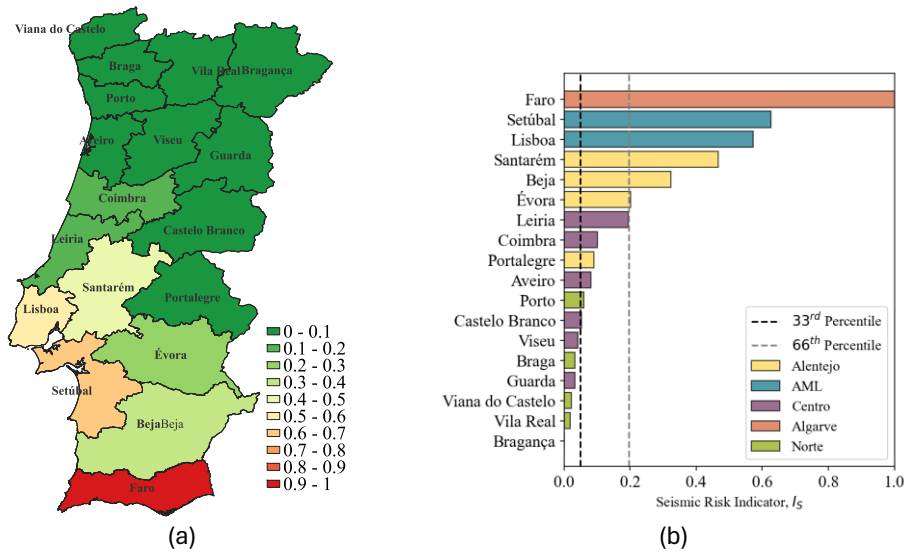 Viana do Castelo
Braga
Vila Real
Bragança
Porto
Aveiro
Viseu
Guarda
Coimbra
Castelo Branco
Leiria
Santarém
Portalegre
Lisboa
Évora
Setúbal
BejaBeja
Faro
0 - 0.1
0.1 - 0.2
0.2 - 0.3
0.3 - 0.4
0.4 - 0.5
0.5 - 0.6
0.6 - 0.7
0.7 - 0.8
0.8 - 0.9
0.9 - 1
(a)
Faro
Setúbal
Lisboa
Santarém
Beja
Évora
Leiria
Coimbra
Portalegre
Aveiro
Porto
Castelo Branco
Viseu
Braga
Guarda
Viana do Castelo
Vila Real
Bragança
33rd Percentile
66th Percentile
Alentejo
AML
Centro
Algarve
Norte
0.0 0.2 0.4 0.6 0.8 1.0
Seismic Risk Indicator, IS
(b)